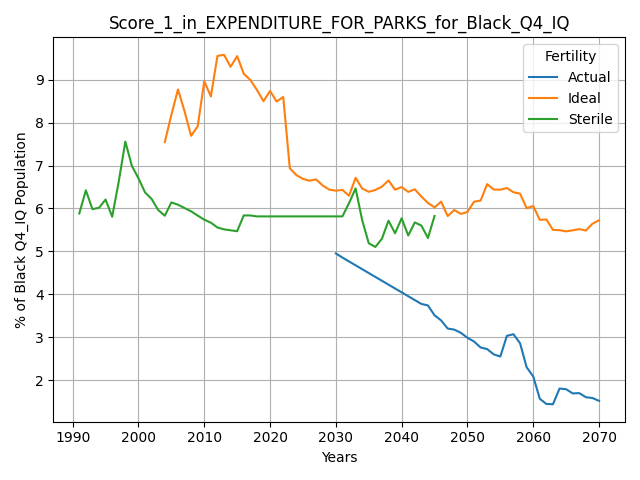 Score_1_in_EXPENDITURE_FOR_PARKS_for_Black_Q4_IQ
Fertility
Actual
Ideal
Sterile
% of Black Q4_IQ Population
9
8
7
6
5
4
3
2
1990 2000 2010 2020 2030 2040 2050 2060 2070
Years